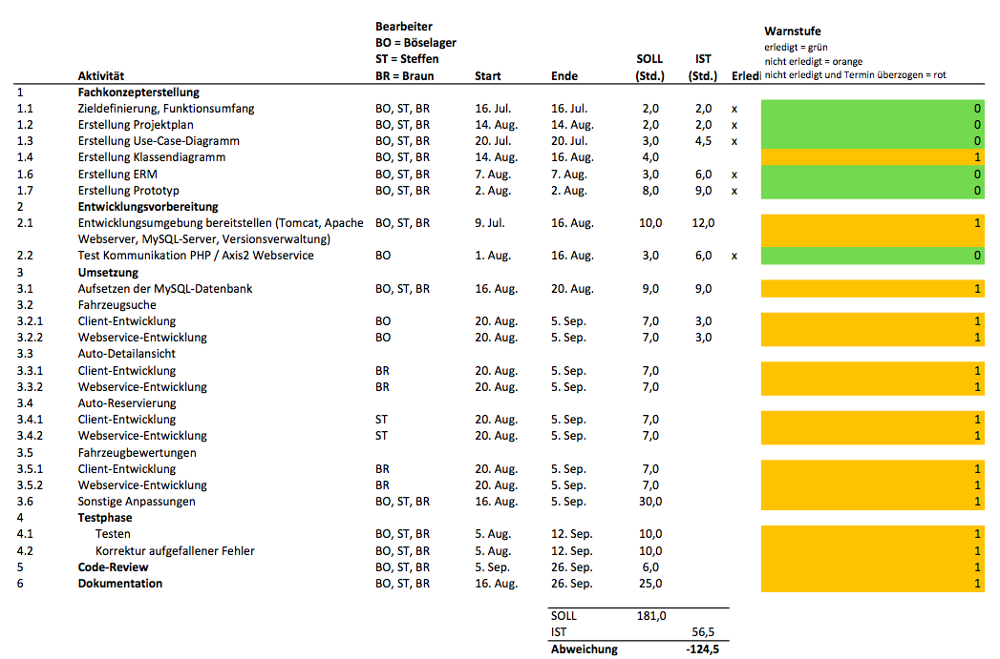 Bearbeiter
BO = Böselager
ST = Steffen
BR = Braun
Warnstufe
erledigt = grün
nicht erledigt = orange
nicht erledigt und Termin überzogen = rot
Aktivität Start Ende SOLL (Std.) IST (Std.) Erledi
1 Fachkonzepterstellung
1.1 Zieldefinierung, Funktionsumfang BO, ST, BR 16. Jul. 16. Jul. 2,0 2,0 x 0
1.2 Erstellung Projektplan BO, ST, BR 14. Aug. 14. Aug. 2,0 2,0 x 0
1.3 Erstellung Use-Case-Diagramm BO, ST, BR 20. Jul. 20. Jul. 3,0 4,5 x 0
1.4 Erstellung Klassendiagramm BO, ST, BR 14. Aug. 16. Aug. 4,0 1
1.6 Erstellung ERM BO, ST, BR 7. Aug. 7. Aug. 3,0 6,0 x 0
1.7 Erstellung Prototyp BO, ST, BR 2. Aug. 2. Aug. 8,0 9,0 x 0
2 Entwicklungsvorbereitung
2.1 Entwicklungsumgebung bereitstellen (Tomcat, Apache BO, ST, BR 9. Jul. 16. Aug. 10,0 12,0 1
Webserver, MySQL-Server, Versionsverwaltung)
2.2 Test Kommunikation PHP / Axis2 Webservice BO 1. Aug. 16. Aug. 3,0 6,0 x 0
3 Umsetzung
3.1 Aufsetzen der MySQL-Datenbank BO, ST, BR 16. Aug. 20. Aug. 9,0 9,0 1
3.2 Fahrzeugsuche
3.2.1 Client-Entwicklung BO 20. Aug. 5. Sep. 7,0 3,0 1
3.2.2 Webservice-Entwicklung BO 20. Aug. 5. Sep. 7,0 3,0 1
3.3 Auto-Detailansicht
3.3.1 Client-Entwicklung BR 20. Aug. 5. Sep. 7,0 1
3.3.2 Webservice-Entwicklung BR 20. Aug. 5. Sep. 7,0 1
3.4 Auto-Reservierung
3.4.1 Client-Entwicklung ST 20. Aug. 5. Sep. 7,0 1
3.4.2 Webservice-Entwicklung ST 20. Aug. 5. Sep. 7,0 1
3.5 Fahrzeugbewertungen
3.5.1 Client-Entwicklung BR 20. Aug. 5. Sep. 7,0 1
3.5.2 Webservice-Entwicklung BR 20. Aug. 5. Sep. 7,0 1
3.6 Sonstige Anpassungen BO, ST, BR 16. Aug. 5. Sep. 30,0 1
4 Testphase
4.1 Testen BO, ST, BR 5. Aug. 12. Sep. 10,0 1
4.2 Korrektur aufgefallener Fehler BO, ST, BR 5. Aug. 12. Sep. 10,0 1
5 Code-Review BO, ST, BR 5. Sep. 26. Sep. 6,0 1
6 Dokumentation BO, ST, BR 16. Aug. 26. Sep. 25,0 1
SOLL 181,0
IST 56,5
Abweichung -124,5